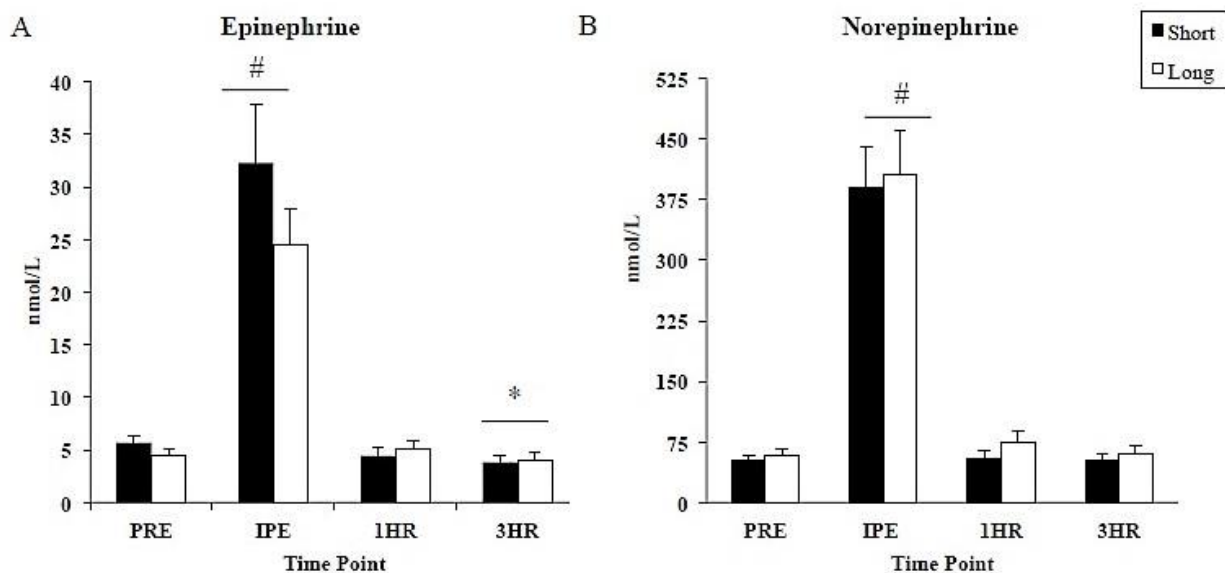 A
Epinephrine
#
*
40
35
30
25
20
15
10
5
0
nmol/L
PRE
IPE
1HR
3HR
Time Point
B
Norepinephrine
Short
Long
#
525
450
375
300
225
150
75
0
nmol/L
PRE
IPE
1HR
3HR
Time Point